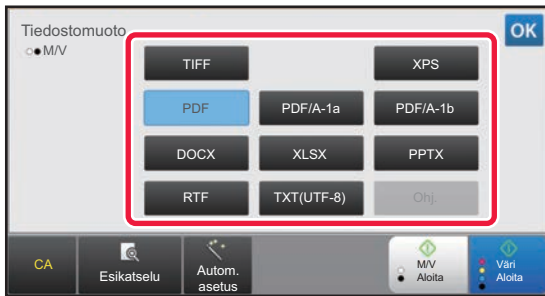 Tiedostomuoto
M/V
OK
TIFF
XPS
PDF
PDF/A-1a
PDF/A-1b
DOCX
XLSX
PPTX
RTF
TXT(UTF-8)
Ohj.
CA
Esikatselu
Autom.
asetus
M/V
Aloita
Väri
Aloita